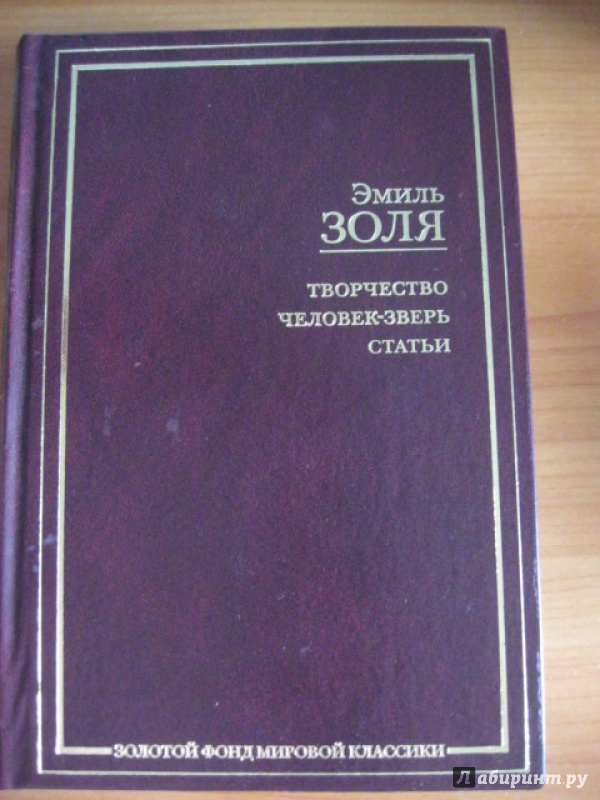 Эмиль
ЗОЛЯ
ТВОРЧЕСТВО
ЧЕЛОВЕК-ЗВЕРЬ
СТАТЬИ
ЗОЛОТОЙ ФОНД МИРОВОЙ КЛАССИКИ
Лабиринт.ру